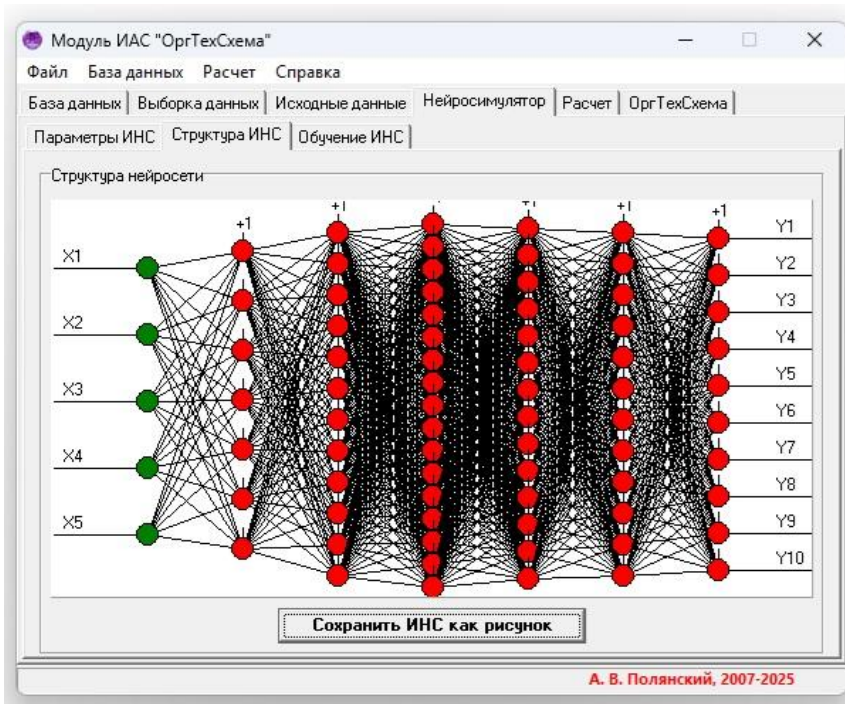 Модуль ИАС "ОргТехСхема"
Файл База данных Расчет Справка
База данных Выборка данных Исходные данные Нейросимулятор Расчет ОргТехСхема
Параметры ИНС Структура ИНС Обучение ИНС
Структура нейросети
+1 +1 +1 +1 +1 +1
X1
X2
X3
X4
X5
Y1
Y2
Y3
Y4
Y5
Y6
Y7
Y8
Y9
Y10
Сохранить ИНС как рисунок
А. В. Полянский, 2007-2025